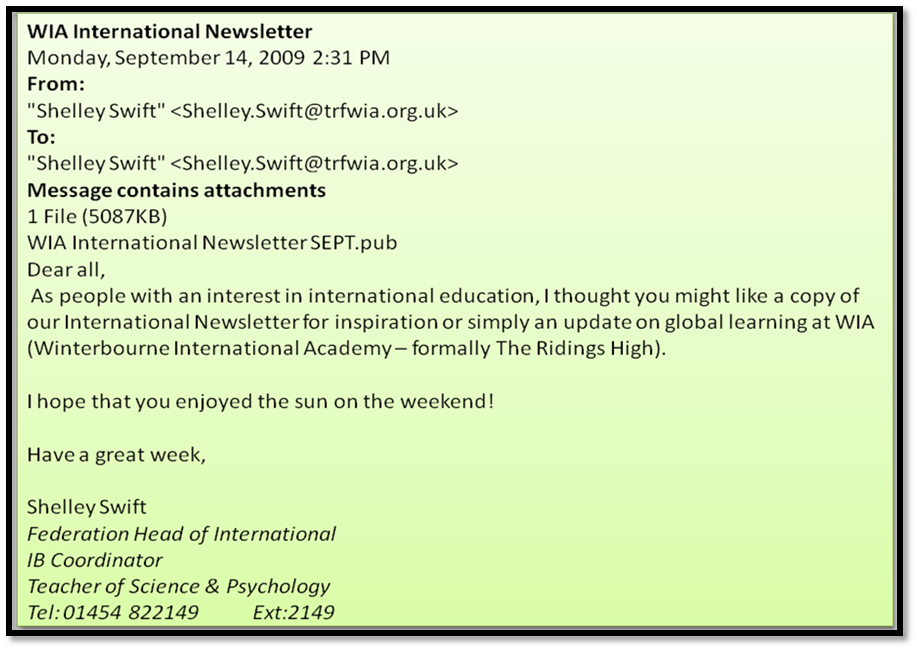 WIA International Newsletter
Monday, September 14, 2009 2:31 PM
From:
"Shelley Swift" <Shelley.Swift@trfwia.org.uk>
To:
"Shelley Swift" <Shelley.Swift@trfwia.org.uk>
Message contains attachments
1 File (5087KB)
WIA International Newsletter SEPT.pub
Dear all,
As people with an interest in international education, I thought you might like a copy of
our International Newsletter for inspiration or simply an update on global learning at WIA
(Winterbourne International Academy – formally The Ridings High).
I hope that you enjoyed the sun on the weekend!
Have a great week,
Shelley Swift
Federation Head of International
IB Coordinator
Teacher of Science & Psychology
Tel: 01454 822149 Ext:2149